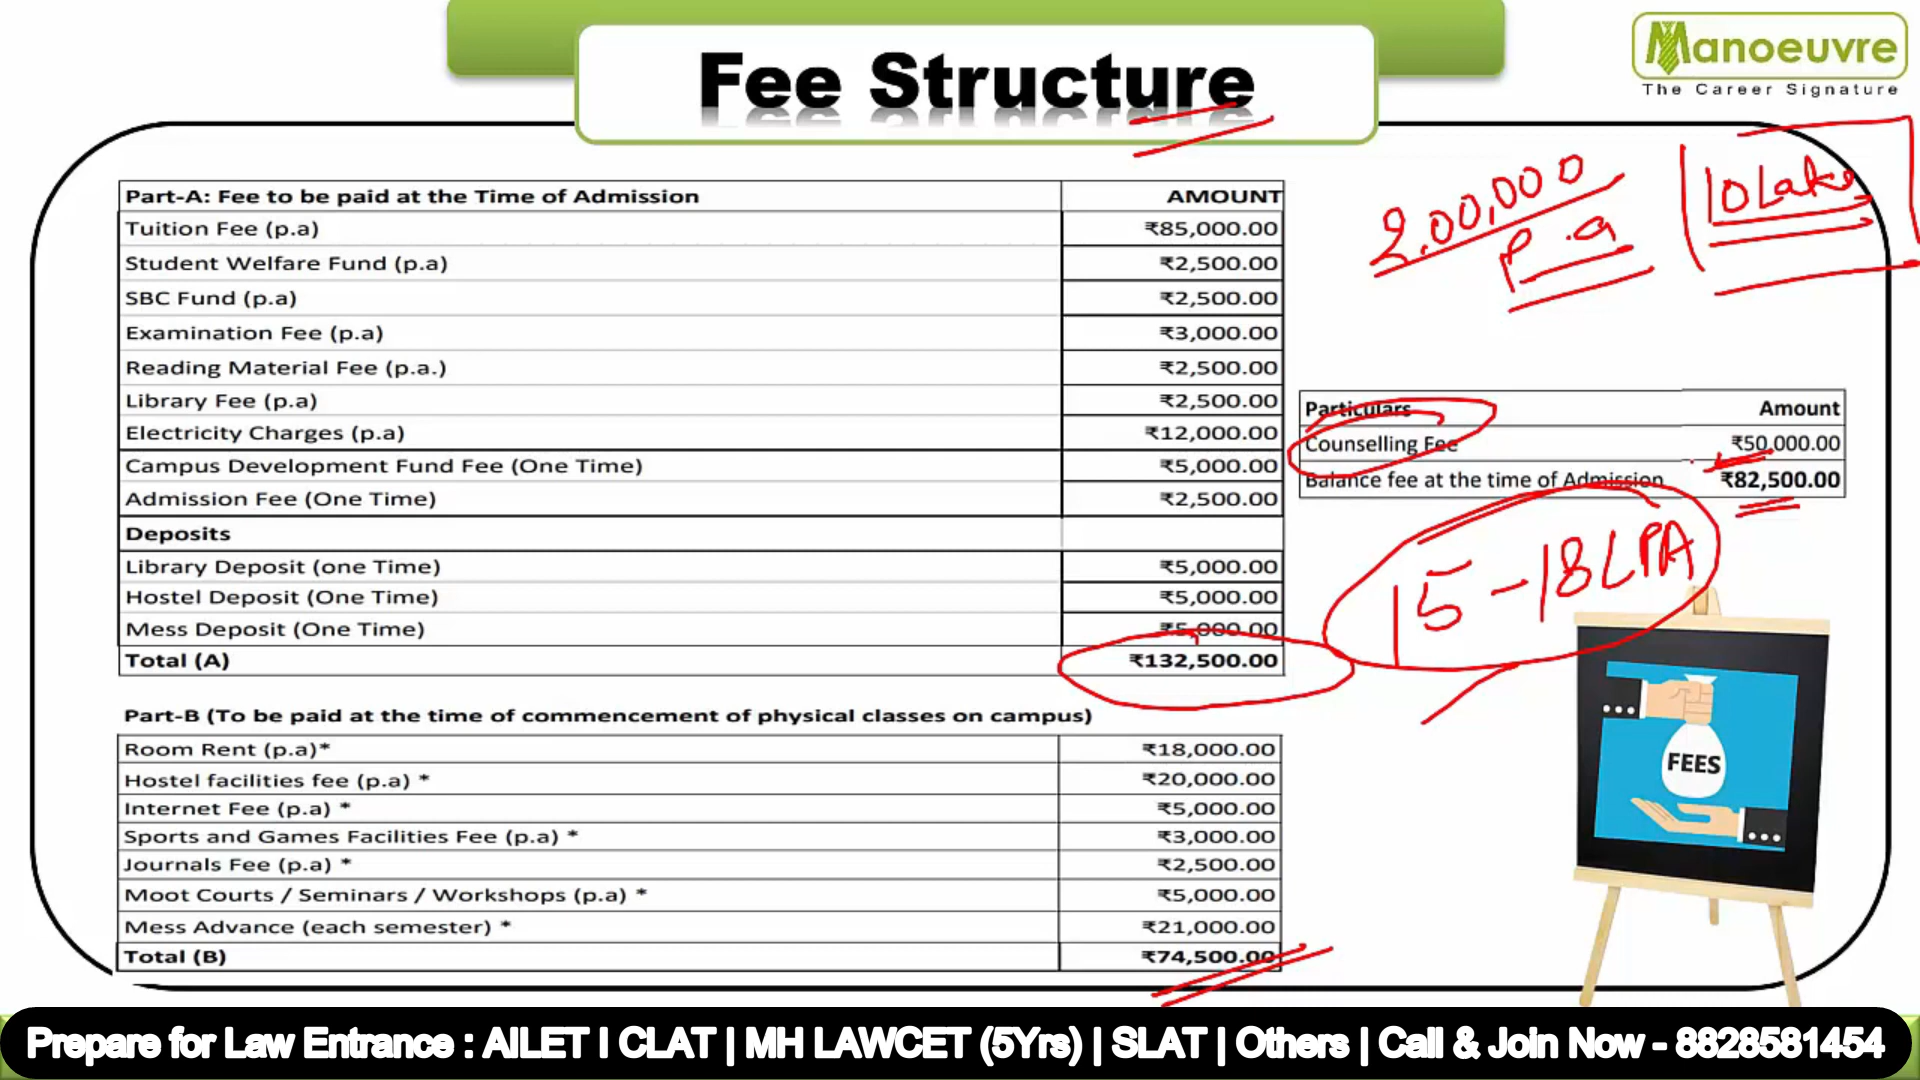 Fee Structure
Manoeuvre
The Career Signature
2,00,000
p.a
10 Lakhs
Part-A: Fee to be paid at the Time of Admission AMOUNT
Tuition Fee (p.a) ₹85,000.00
Student Welfare Fund (p.a) ₹2,500.00
SBC Fund (p.a) ₹2,500.00
Examination Fee (p.a) ₹3,000.00
Reading Material Fee (p.a.) ₹2,500.00
Library Fee (p.a) ₹2,500.00
Electricity Charges (p.a) ₹12,000.00
Campus Development Fund Fee (One Time) ₹5,000.00
Admission Fee (One Time) ₹2,500.00
Deposits
Library Deposit (one Time) ₹5,000.00
Hostel Deposit (One Time) ₹5,000.00
Mess Deposit (One Time) ₹5,000.00
Total (A) ₹132,500.00
Particulars Amount
Counselling Fee ₹50,000.00
Balance fee at the time of Admission ₹82,500.00
15-18 LPA
Part-B (To be paid at the time of commencement of physical classes on campus)
Room Rent (p.a)* ₹18,000.00
Hostel facilities fee (p.a) * ₹20,000.00
Internet Fee (p.a) * ₹5,000.00
Sports and Games Facilities Fee (p.a) * ₹3,000.00
Journals Fee (p.a) * ₹2,500.00
Moot Courts / Seminars / Workshops (p.a) * ₹5,000.00
Mess Advance (each semester) * ₹21,000.00
Total (B) ₹74,500.00
FEES
Prepare for Law Entrance : AILET I CLAT | MH LAWCET (5Yrs) | SLAT | Others | Call & Join Now - 8828581454